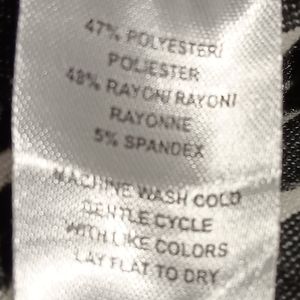 47% POLYESTER/
POLIESTER
48% RAYON/ RAYON/
RAYONNE
5% SPANDEX
MACHINE WASH COLD
GENTLE CYCLE
WITH LIKE COLORS
LAY FLAT TO DRY